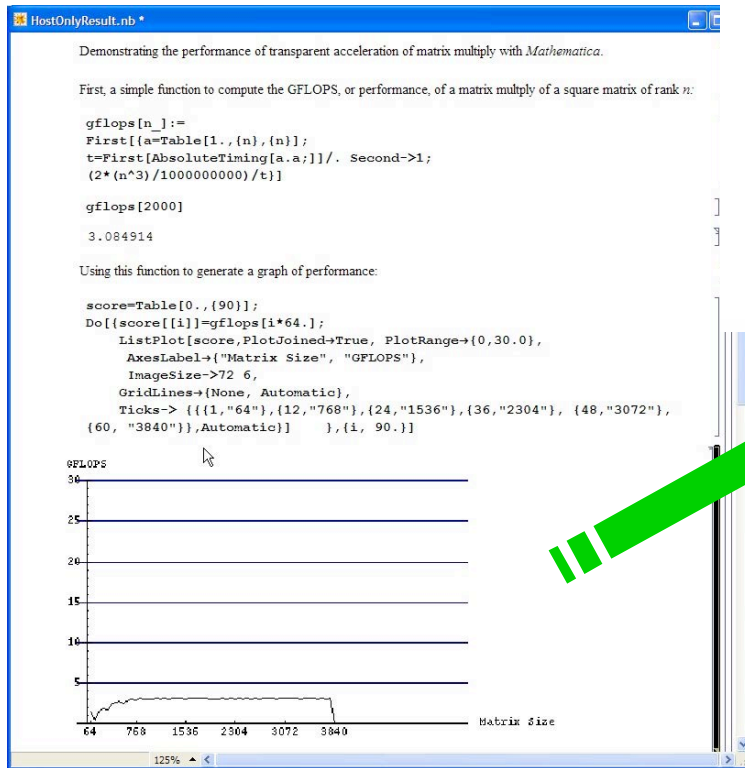 HostOnlyResult.nb *
Demonstrating the performance of transparent acceleration of matrix multiply with Mathematica.
First, a simple function to compute the GFLOPS, or performance, of a matrix multply of a square matrix of rank n:
gflops[n_]:=
First[{a=Table[1.,{n},{n}];
t=First[AbsoluteTiming[a.a;]]/. Second->1;
(2*(n^3)/1000000000)/t}]
gflops[2000]
3.084914
Using this function to generate a graph of performance:
score=Table[0.,{90}];
Do[{score[[i]]=gflops[i*64.];
ListPlot[score,PlotJoined→True, PlotRange→{0,30.0},
AxesLabel→{"Matrix Size", "GFLOPS"},
ImageSize->72 6,
GridLines→{None, Automatic},
Ticks-> {{{1,"64"},{12,"768"},{24,"1536"},{36,"2304"}, {48,"3072"},
{60, "3840"}},Automatic}] },{i, 90.}]
GFLOPS
30
25
20
15
10
5
64 768 1536 2304 3072 3840
Matrix Size
125%